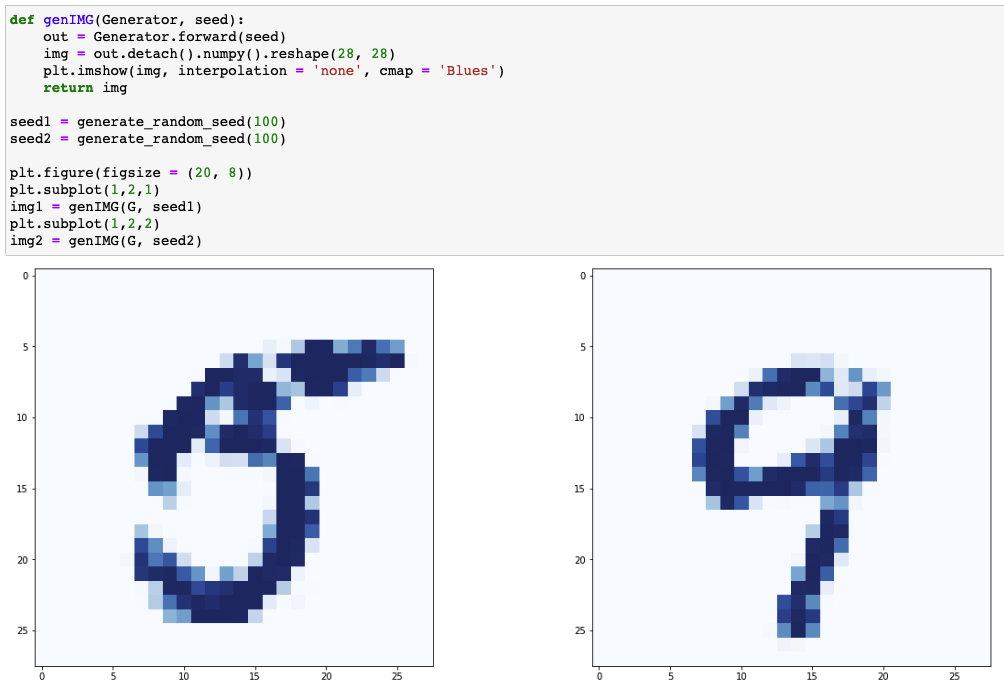 def genIMG(Generator, seed):
    out = Generator.forward(seed)
    img = out.detach().numpy().reshape(28, 28)
    plt.imshow(img, interpolation = 'none', cmap = 'Blues')
    return img

seed1 = generate_random_seed(100)
seed2 = generate_random_seed(100)

plt.figure(figsize = (20, 8))
plt.subplot(1,2,1)
img1 = genIMG(G, seed1)
plt.subplot(1,2,2)
img2 = genIMG(G, seed2)
0
5
10
15
20
25
0 5 10 15 20 25
5
0
5
10
15
20
25
0 5 10 15 20 25
9